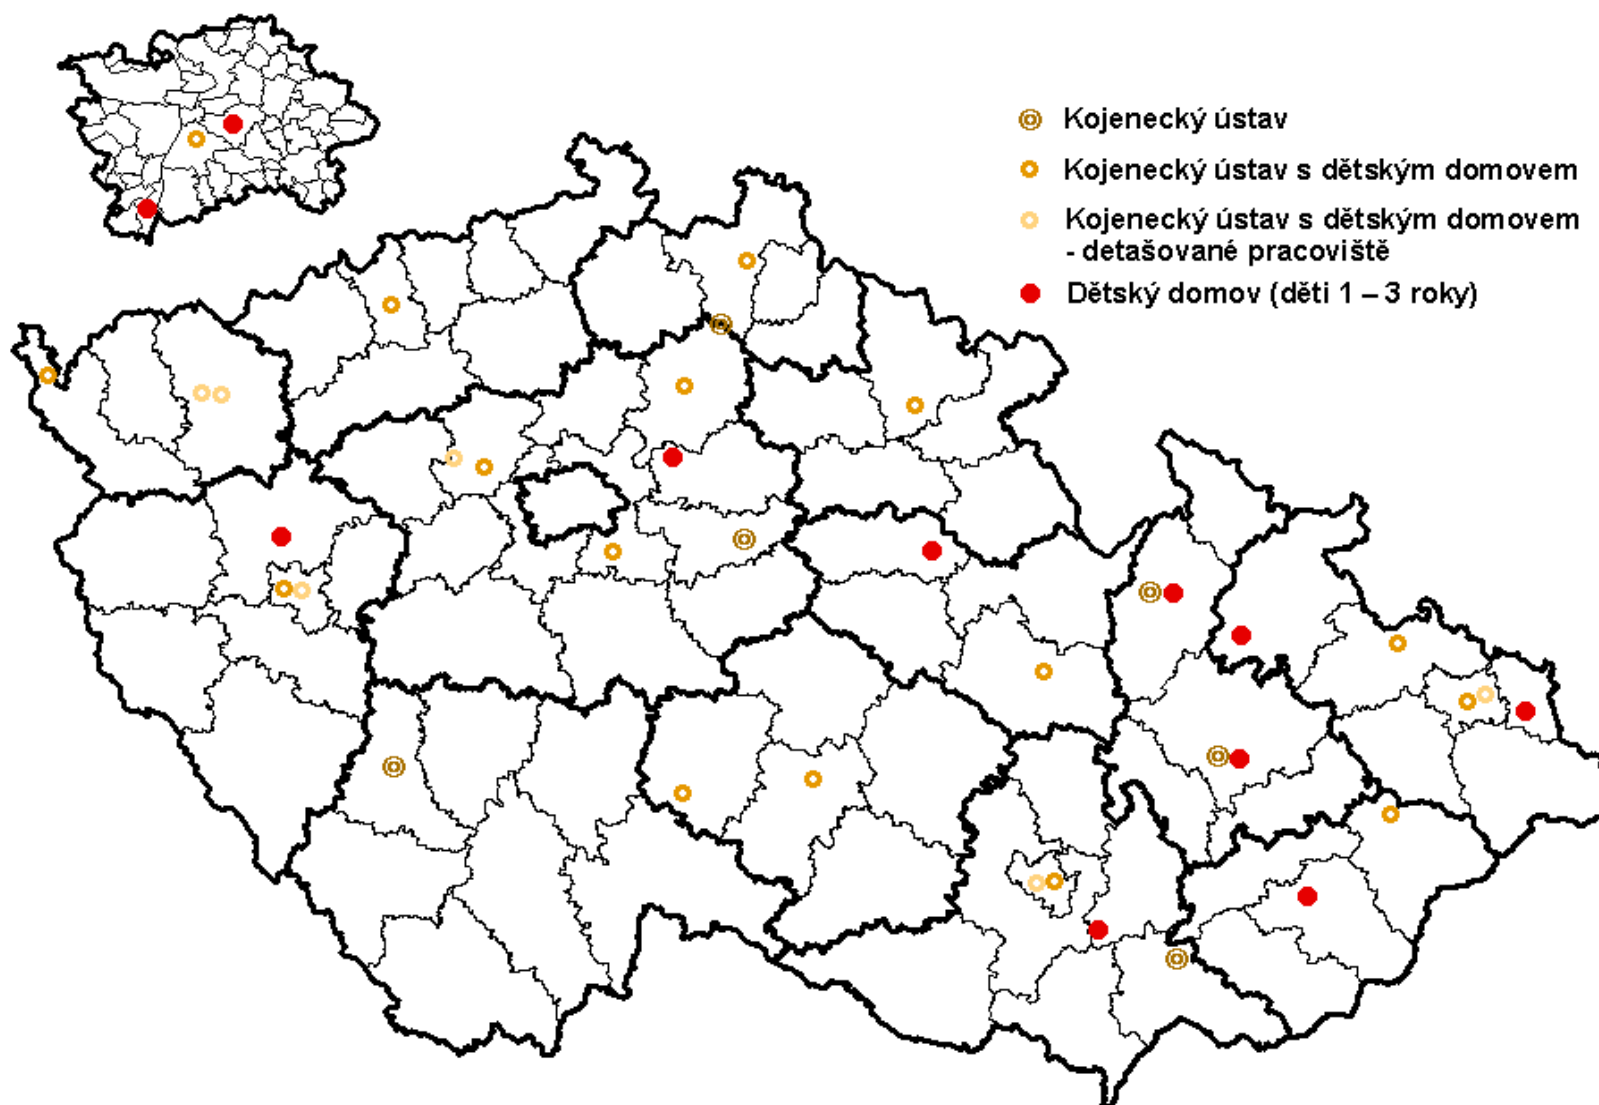 Kojenecký ústav
Kojenecký ústav s dětským domovem
Kojenecký ústav s dětským domovem
- detašované pracoviště
Dětský domov (děti 1 – 3 roky)